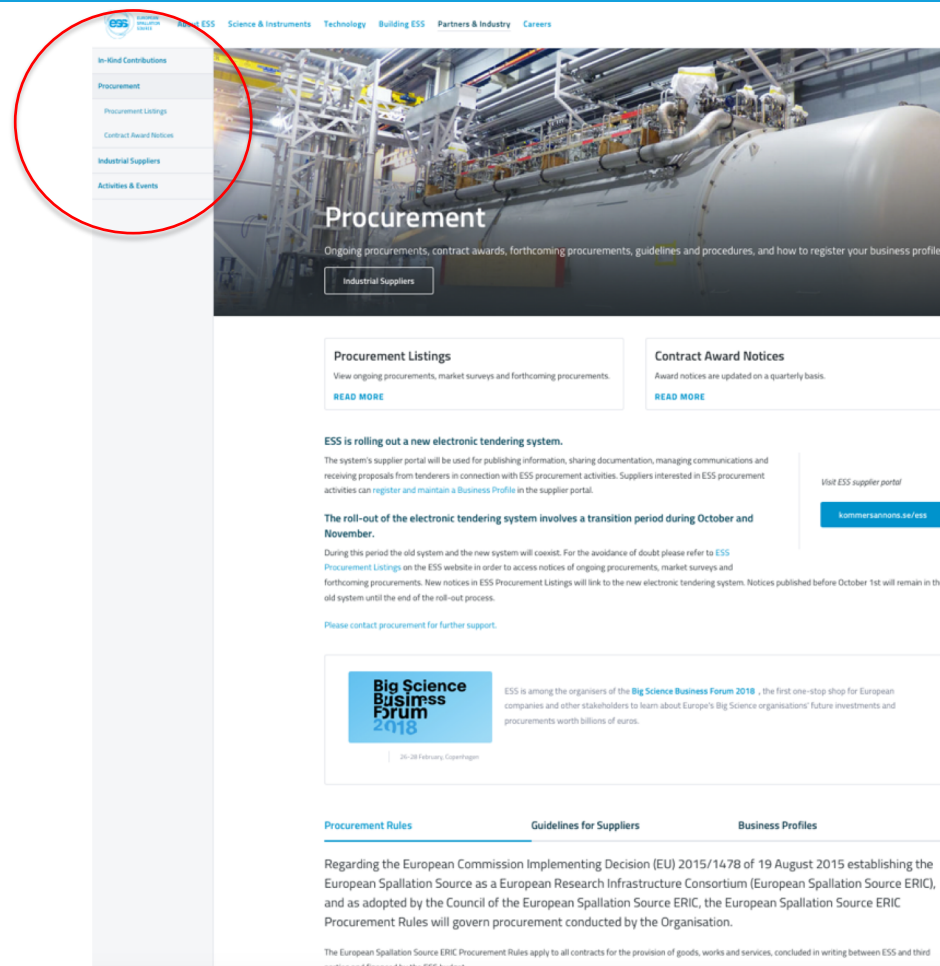 ess EUROPEAN
SPALLATION
SOURCE
About ESS Science & Instruments Technology Building ESS Partners & Industry Careers
In-Kind Contributions
Procurement
Procurement Listings
Contract Award Notices
Industrial Suppliers
Activities & Events
Procurement
Ongoing procurements, contract awards, forthcoming procurements, guidelines and procedures, and how to register your business profile
Industrial Suppliers
Procurement Listings
View ongoing procurements, market surveys and forthcoming procurements.
READ MORE
Contract Award Notices
Award notices are updated on a quarterly basis.
READ MORE
ESS is rolling out a new electronic tendering system.
The system's supplier portal will be used for publishing information, sharing documentation, managing communications and
receiving proposals from tenderers in connection with ESS procurement activities. Suppliers interested in ESS procurement
activities can register and maintain a Business Profile in the supplier portal.
Visit ESS supplier portal
kommersannons.se/ess
The roll-out of the electronic tendering system involves a transition period during October and
November.
During this period the old system and the new system will coexist. For the avoidance of doubt please refer to ESS
Procurement Listings on the ESS website in order to access notices of ongoing procurements, market surveys and
forthcoming procurements. New notices in ESS Procurement Listings will link to the new electronic tendering system. Notices published before October 1st will remain in the
old system until the end of the roll-out process.
Please contact procurement for further support.
Big Science
Business
Forum
2018
26-28 February, Copenhagen
ESS is among the organisers of the Big Science Business Forum 2018 , the first one-stop shop for European
companies and other stakeholders to learn about Europe's Big Science organisations' future investments and
procurements worth billions of euros.
Procurement Rules Guidelines for Suppliers Business Profiles
Regarding the European Commission Implementing Decision (EU) 2015/1478 of 19 August 2015 establishing the
European Spallation Source as a European Research Infrastructure Consortium (European Spallation Source ERIC),
and as adopted by the Council of the European Spallation Source ERIC, the European Spallation Source ERIC
Procurement Rules will govern procurement conducted by the Organisation.
The European Spallation Source ERIC Procurement Rules apply to all contracts for the provision of goods, works and services, concluded in writing between ESS and third